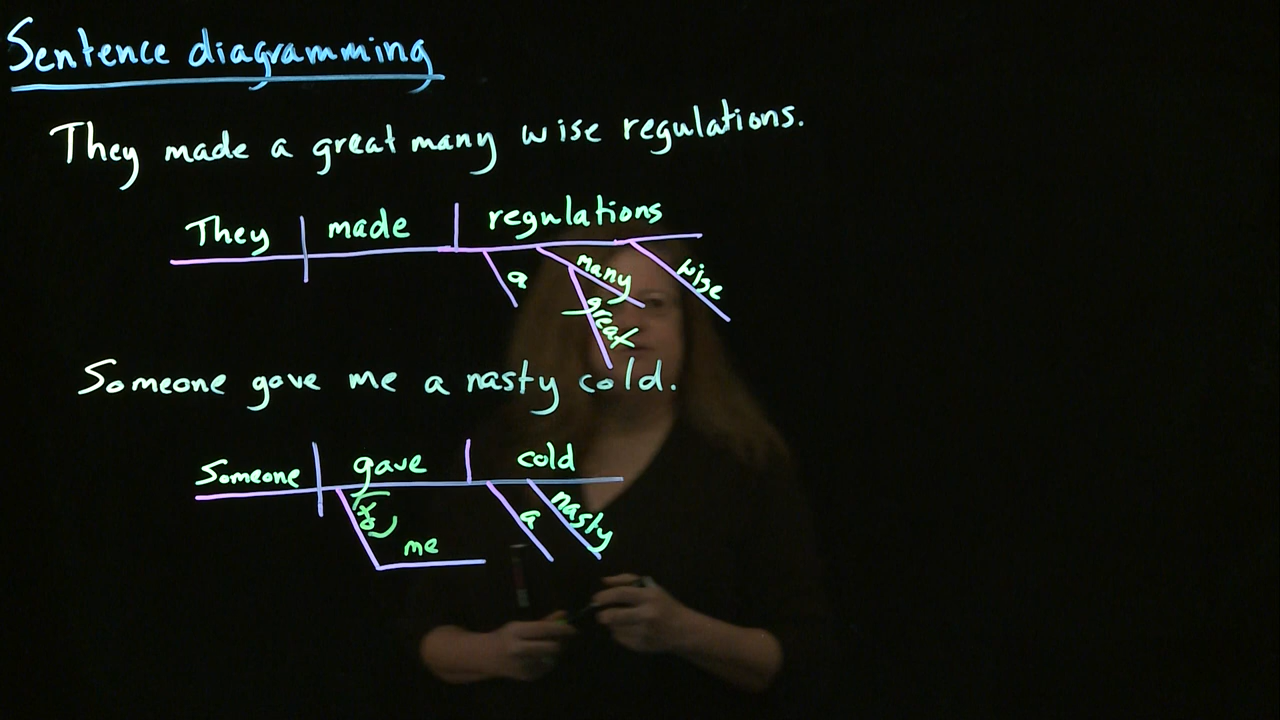 Sentence diagramming
They made a great many wise regulations.
They made regulations
a many wise
great
Someone gave me a nasty cold.
Someone gave cold
(to) a nasty
me